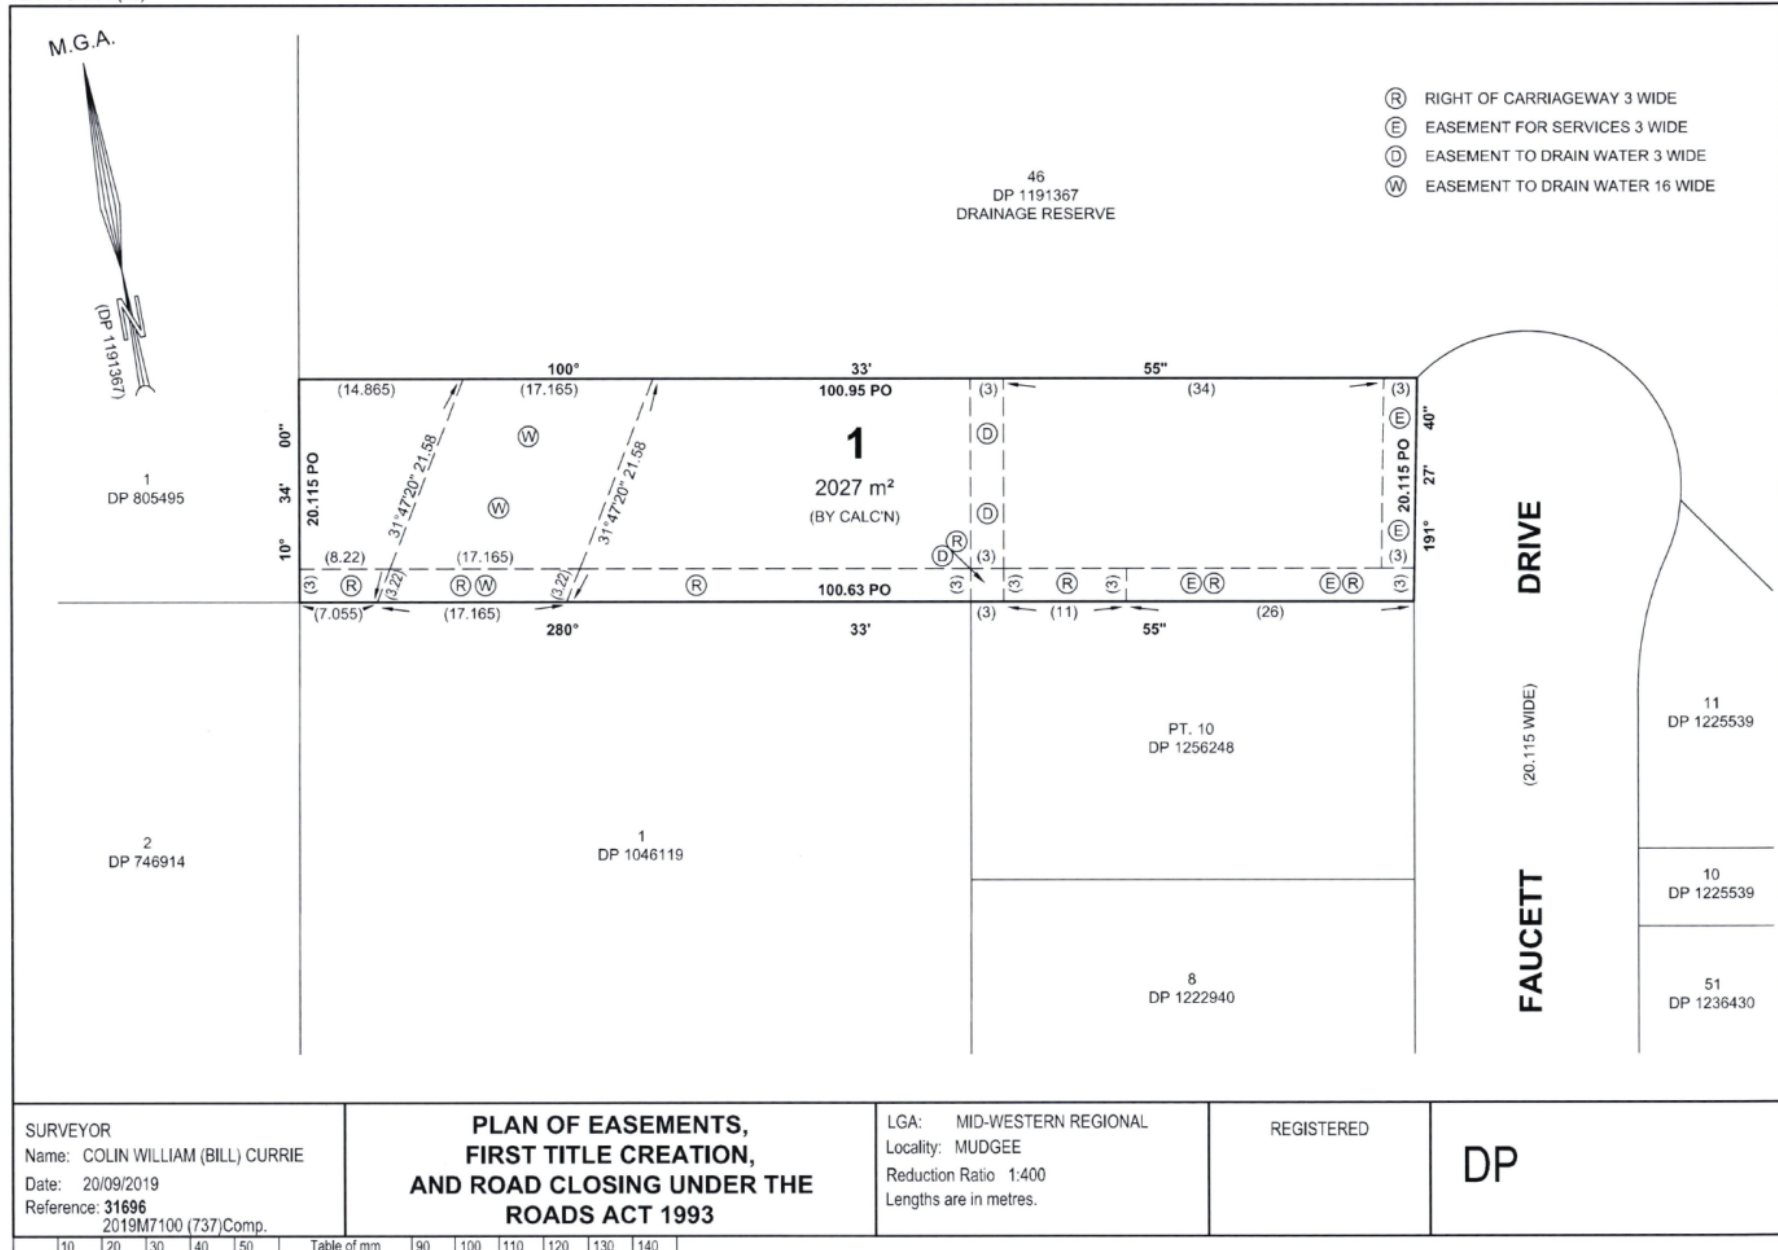 M.G.A.
(DP 1191367)
Ⓡ RIGHT OF CARRIAGEWAY 3 WIDE
Ⓔ EASEMENT FOR SERVICES 3 WIDE
Ⓓ EASEMENT TO DRAIN WATER 3 WIDE
Ⓦ EASEMENT TO DRAIN WATER 16 WIDE
46
DP 1191367
DRAINAGE RESERVE
100° 33' 55"
(14.865) (17.165) 100.95 PO (3) (34) (3)
1
DP 805495
10° 34' 00"
20.115 PO
31°47'20" 21.58
Ⓦ
Ⓦ
31°47'20" 21.58
1
2027 m²
(BY CALC'N)
Ⓓ
Ⓓ
Ⓔ
20.115 PO
Ⓔ
191° 27' 40"
(8.22) (17.165) Ⓓ Ⓡ (3) (3)
(3) Ⓡ (3.22) Ⓡ Ⓦ (3.22) Ⓡ 100.63 PO (3) (3) Ⓡ (3) Ⓔ Ⓡ Ⓔ Ⓡ (3)
(7.055) (17.165) (3) (11) (26)
280° 33' 55"
FAUCETT DRIVE
(20.115 WIDE)
PT. 10
DP 1256248
11
DP 1225539
2
DP 746914
1
DP 1046119
10
DP 1225539
8
DP 1222940
51
DP 1236430
SURVEYOR
Name: COLIN WILLIAM (BILL) CURRIE
Date: 20/09/2019
Reference: 31696
2019M7100 (737)Comp.
PLAN OF EASEMENTS,
FIRST TITLE CREATION,
AND ROAD CLOSING UNDER THE
ROADS ACT 1993
LGA: MID-WESTERN REGIONAL
Locality: MUDGEE
Reduction Ratio 1:400
Lengths are in metres.
REGISTERED
DP
10 20 30 40 50 Table of mm 90 100 110 120 130 140